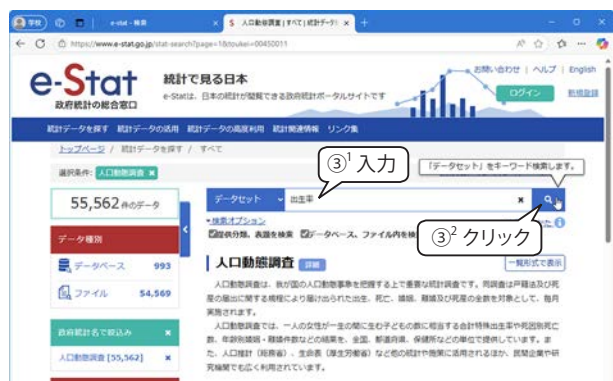 学校
e-stat - 検索
人口動態調査 | すべて | 統計データを
https://www.e-stat.go.jp/stat-search?page=1&toukei=00450011
お問い合わせ | ヘルプ | English
e-Stat
政府統計の総合窓口
統計で見る日本
e-Statは、日本の統計が閲覧できる政府統計ポータルサイトです
ログイン
新規登録
統計データを探す 統計データの活用 統計データの高度利用 統計関連情報 リンク集
トップページ / 統計データを探す / すべて
選択条件: 人口動態調査 ×
③¹ 入力
「データセット」をキーワード検索します。
55,562 件のデータ
データセット 出生率 ×
検索オプション
提供分類、表題を検索 データベース、ファイル内を検
③² クリック
データ種別
データベース 993
ファイル 54,569
人口動態調査 詳細
一覧形式で表示
人口動態調査は、我が国の人口動態事象を把握する上で重要な統計調査です。同調査は戸籍法及び死
産の届出に関する規程により届け出られた出生、死亡、婚姻、離婚及び死産の全数を対象として、毎月
実施されます。
人口動態調査では、一人の女性が一生の間に生む子どもの数に相当する合計特殊出生率や死因別死亡
数、年齢別婚姻・離婚件数などの結果を、全国、都道府県、保健所などの単位で提供しています。ま
た、人口推計（総務省）、生命表（厚生労働省）など他の統計や施策に活用されるほか、民間企業や研
究機関でも広く利用されています。
政府統計名で絞込み ×
人口動態調査 [55,562] ×